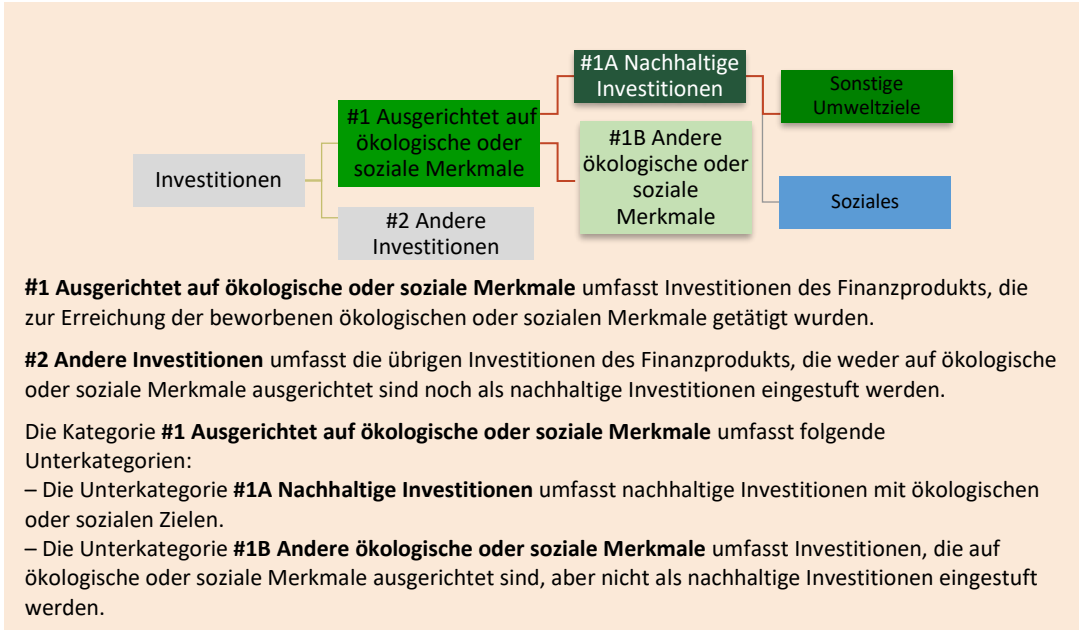 #1A Nachhaltige
Investitionen
Sonstige
Umweltziele
#1 Ausgerichtet auf
ökologische oder
soziale Merkmale
#1B Andere
ökologische oder
soziale
Merkmale
Investitionen
Soziales
#2 Andere
Investitionen
#1 Ausgerichtet auf ökologische oder soziale Merkmale umfasst Investitionen des Finanzprodukts, die
zur Erreichung der beworbenen ökologischen oder sozialen Merkmale getätigt wurden.
#2 Andere Investitionen umfasst die übrigen Investitionen des Finanzprodukts, die weder auf ökologische
oder soziale Merkmale ausgerichtet sind noch als nachhaltige Investitionen eingestuft werden.
Die Kategorie #1 Ausgerichtet auf ökologische oder soziale Merkmale umfasst folgende
Unterkategorien:
– Die Unterkategorie #1A Nachhaltige Investitionen umfasst nachhaltige Investitionen mit ökologischen
oder sozialen Zielen.
– Die Unterkategorie #1B Andere ökologische oder soziale Merkmale umfasst Investitionen, die auf
ökologische oder soziale Merkmale ausgerichtet sind, aber nicht als nachhaltige Investitionen eingestuft
werden.